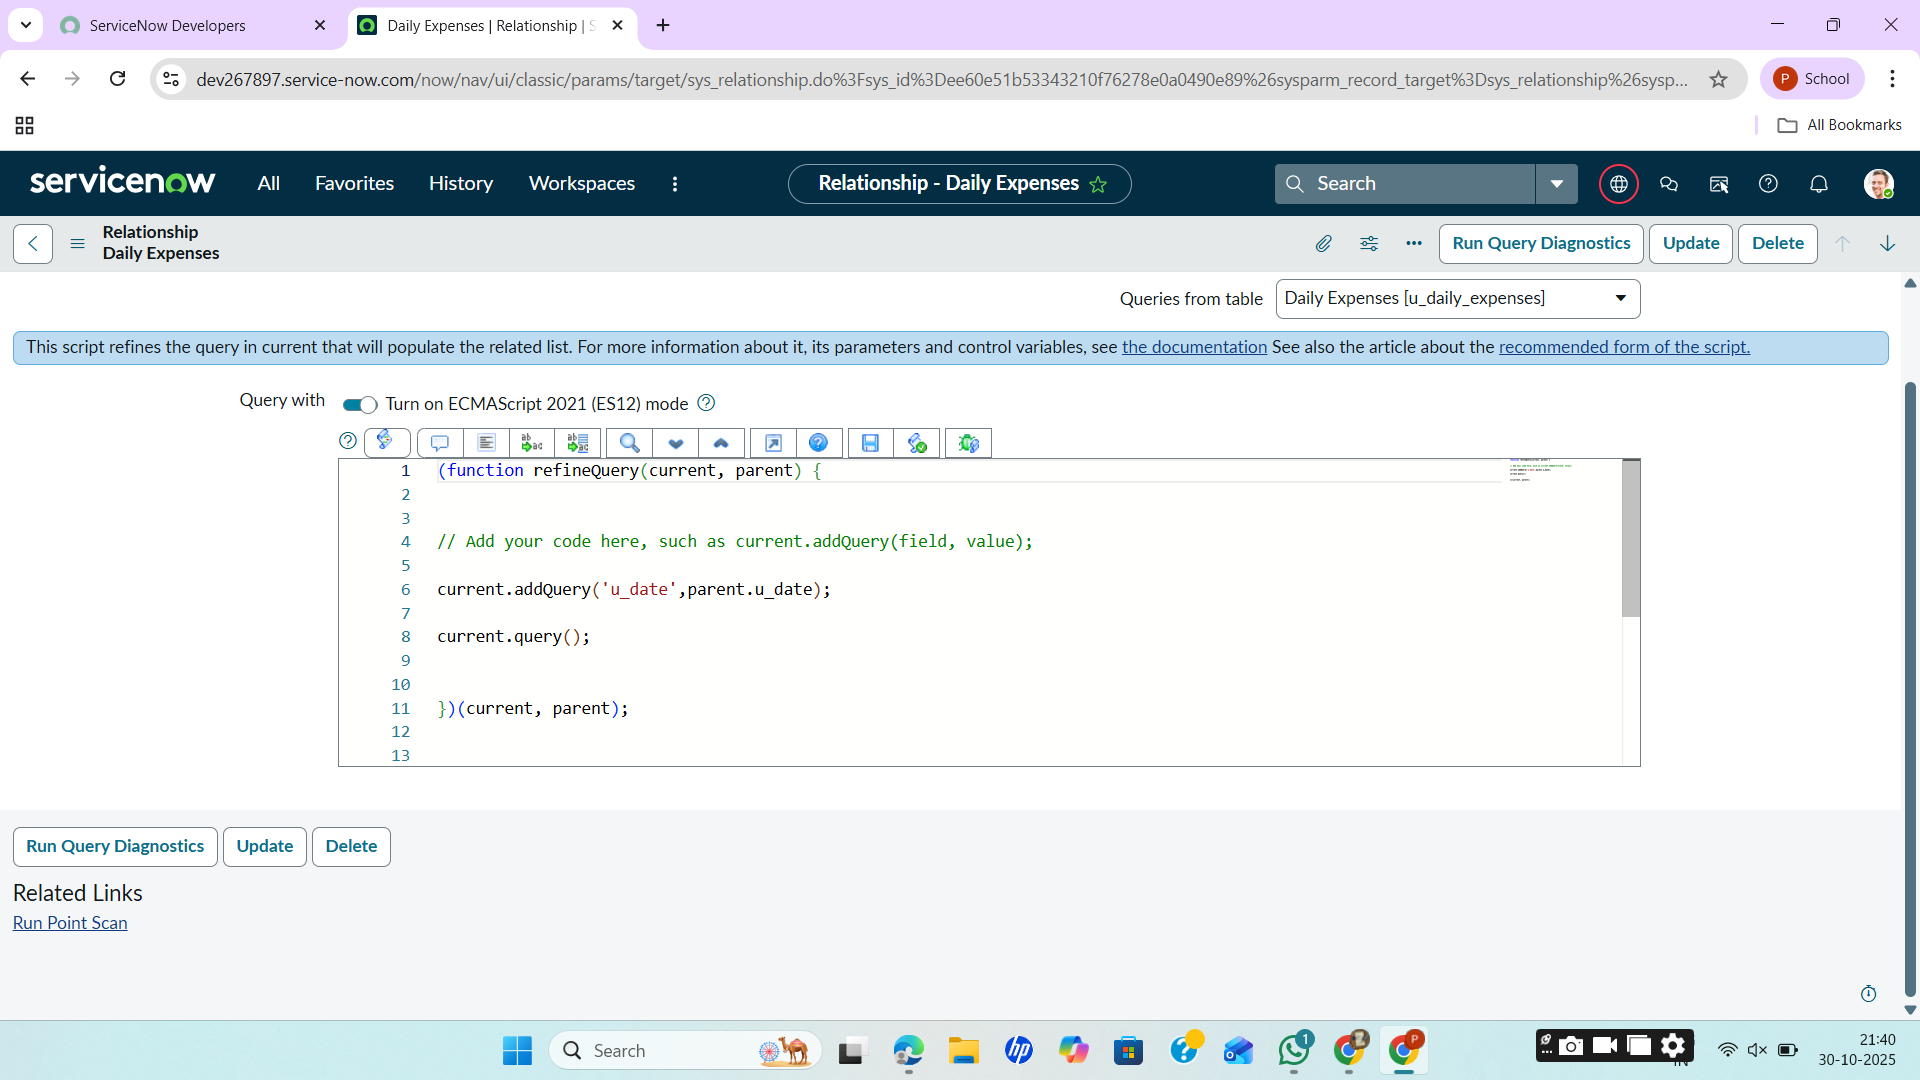 ServiceNow Developers
Daily Expenses | Relationship | S
dev267897.service-now.com/now/nav/ui/classic/params/target/sys_relationship.do%3Fsys_id%3Dee60e51b53343210f76278e0a0490e89%26sysparm_record_target%3Dsys_relationship%26sysp...
P School
All Bookmarks
servicenow All Favorites History Workspaces
Relationship - Daily Expenses
Search
Relationship
Daily Expenses
Run Query Diagnostics Update Delete
Queries from table Daily Expenses [u_daily_expenses]
This script refines the query in current that will populate the related list. For more information about it, its parameters and control variables, see the documentation See also the article about the recommended form of the script.
Query with Turn on ECMAScript 2021 (ES12) mode
1 (function refineQuery(current, parent) {
2
3
4 // Add your code here, such as current.addQuery(field, value);
5
6 current.addQuery('u_date',parent.u_date);
7
8 current.query();
9
10
11 })(current, parent);
12
13
Run Query Diagnostics Update Delete
Related Links
Run Point Scan
Search
hp
1
P
IN
21:40
30-10-2025